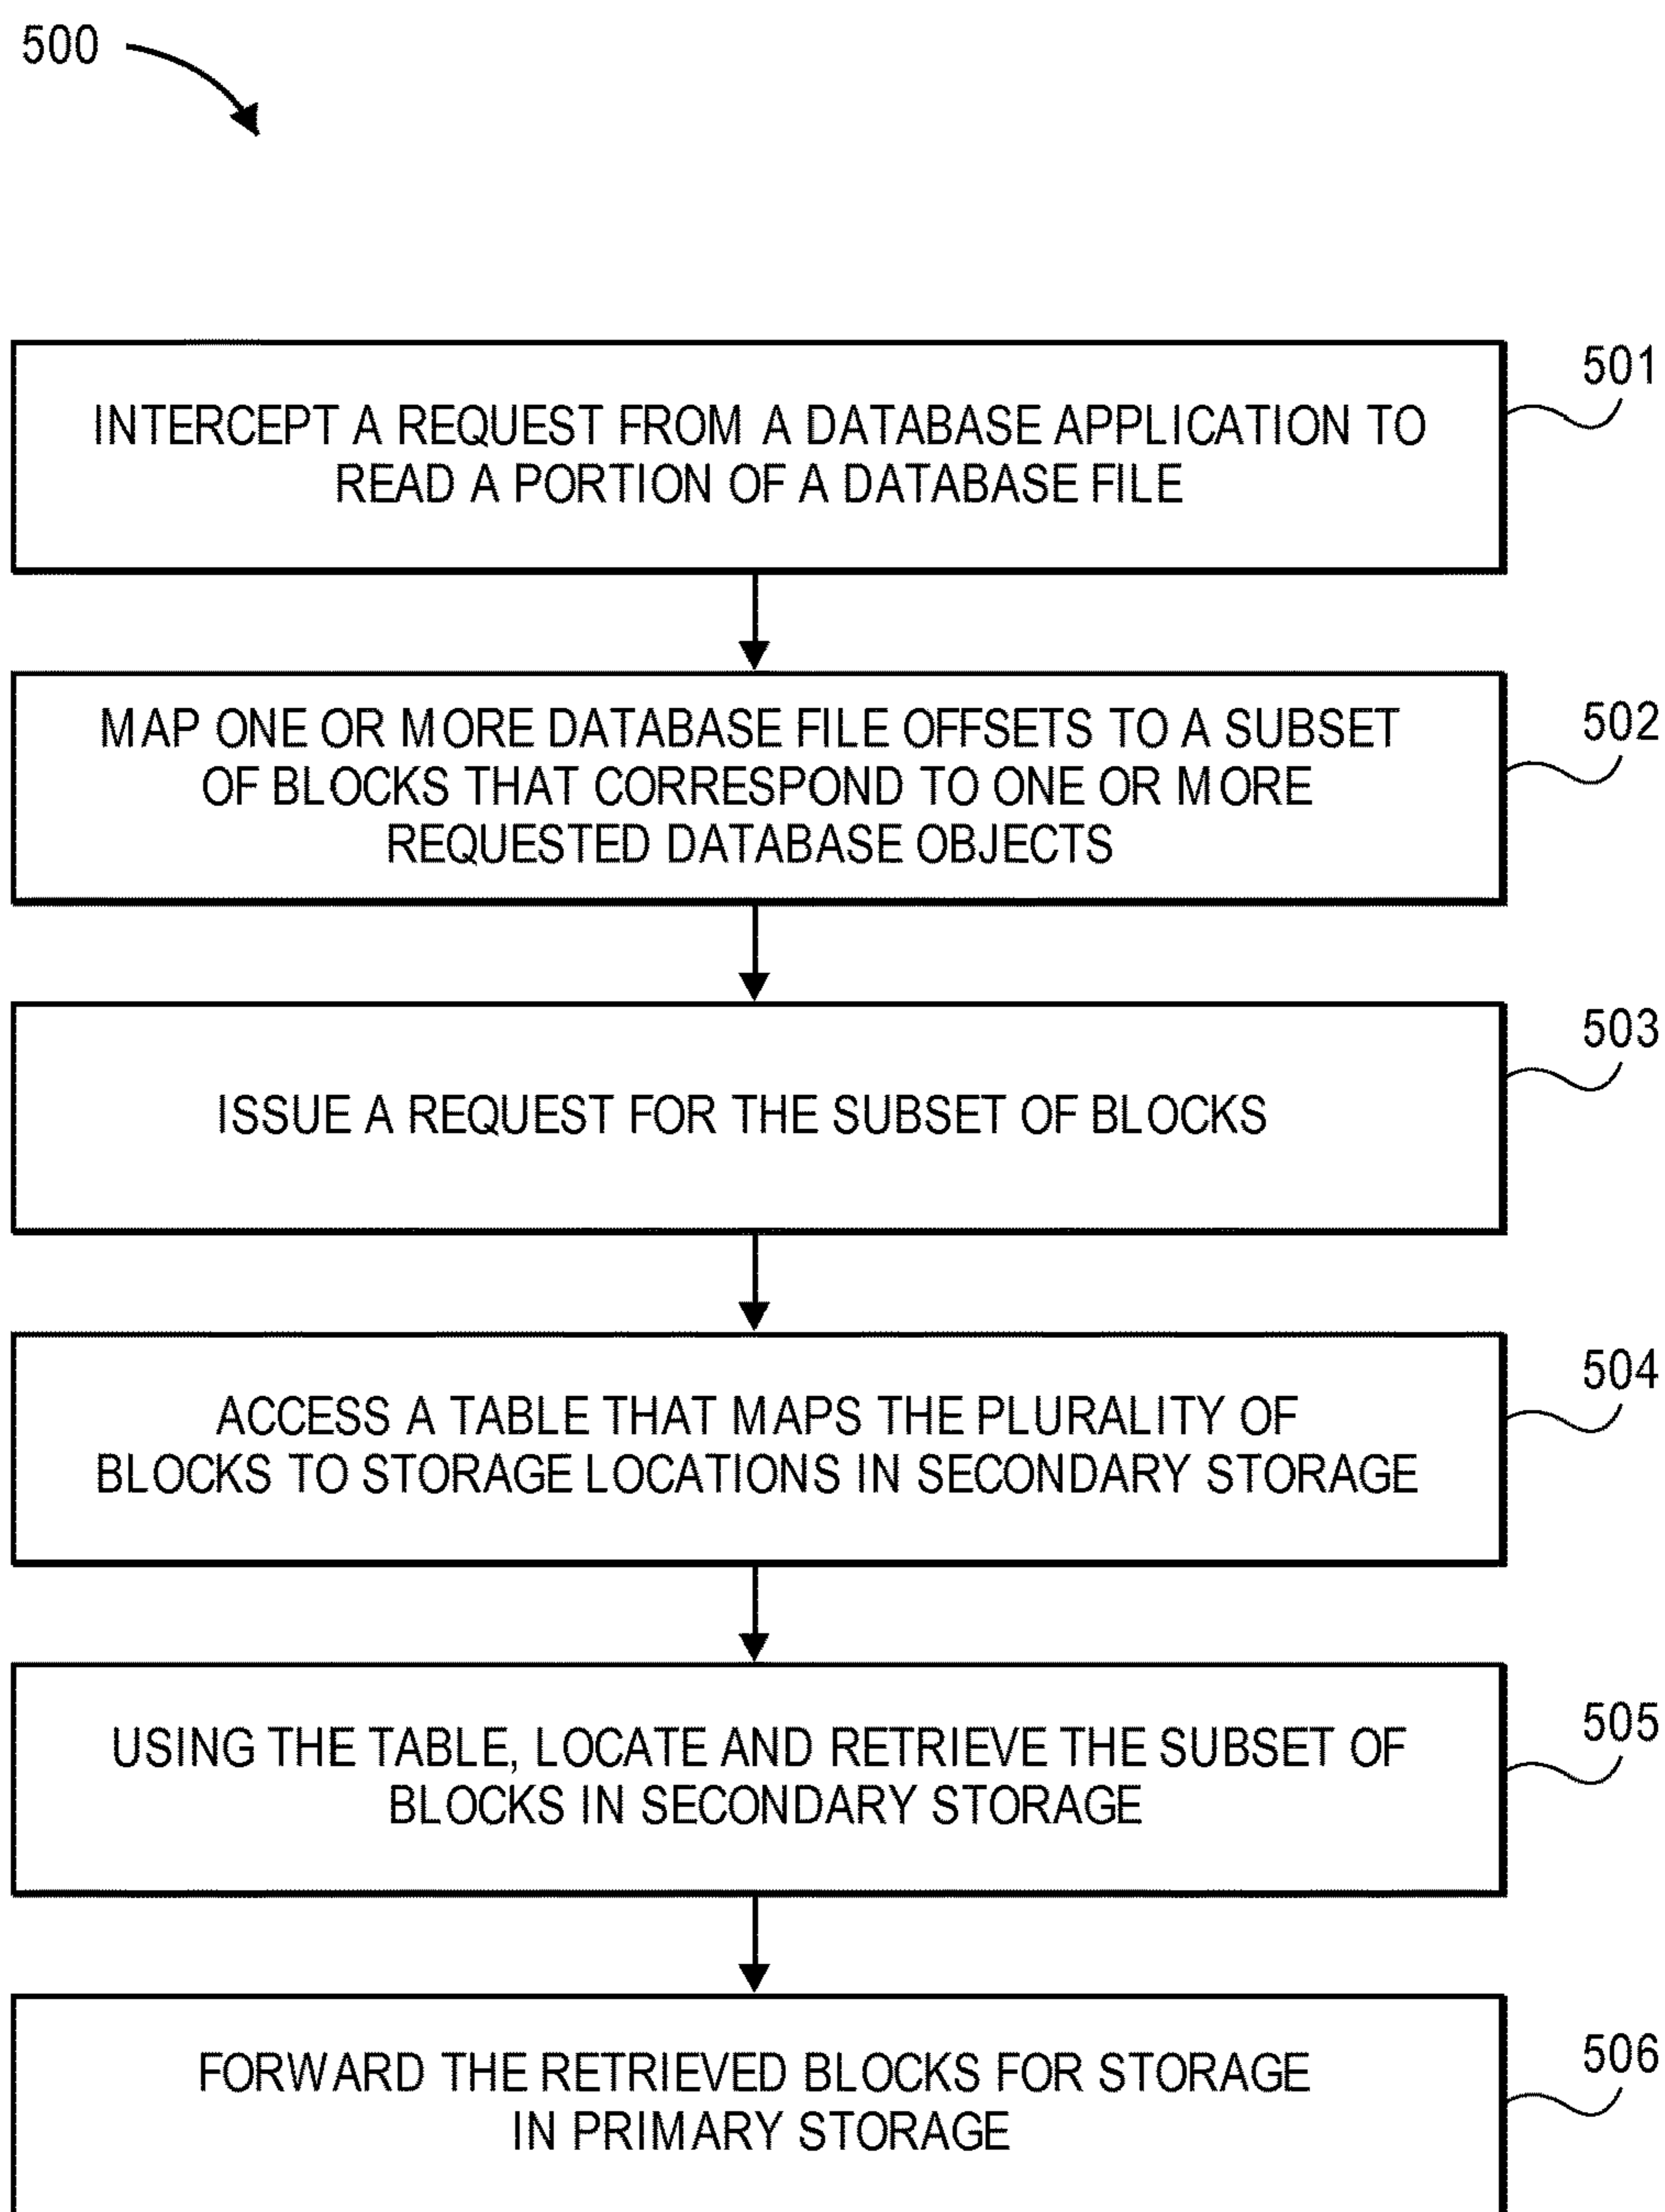 500
501
INTERCEPT A REQUEST FROM A DATABASE APPLICATION TO
READ A PORTION OF A DATABASE FILE
502
MAP ONE OR MORE DATABASE FILE OFFSETS TO A SUBSET
OF BLOCKS THAT CORRESPOND TO ONE OR MORE
REQUESTED DATABASE OBJECTS
503
ISSUE A REQUEST FOR THE SUBSET OF BLOCKS
504
ACCESS A TABLE THAT MAPS THE PLURALITY OF
BLOCKS TO STORAGE LOCATIONS IN SECONDARY STORAGE
505
USING THE TABLE, LOCATE AND RETRIEVE THE SUBSET OF
BLOCKS IN SECONDARY STORAGE
506
FORWARD THE RETRIEVED BLOCKS FOR STORAGE
IN PRIMARY STORAGE